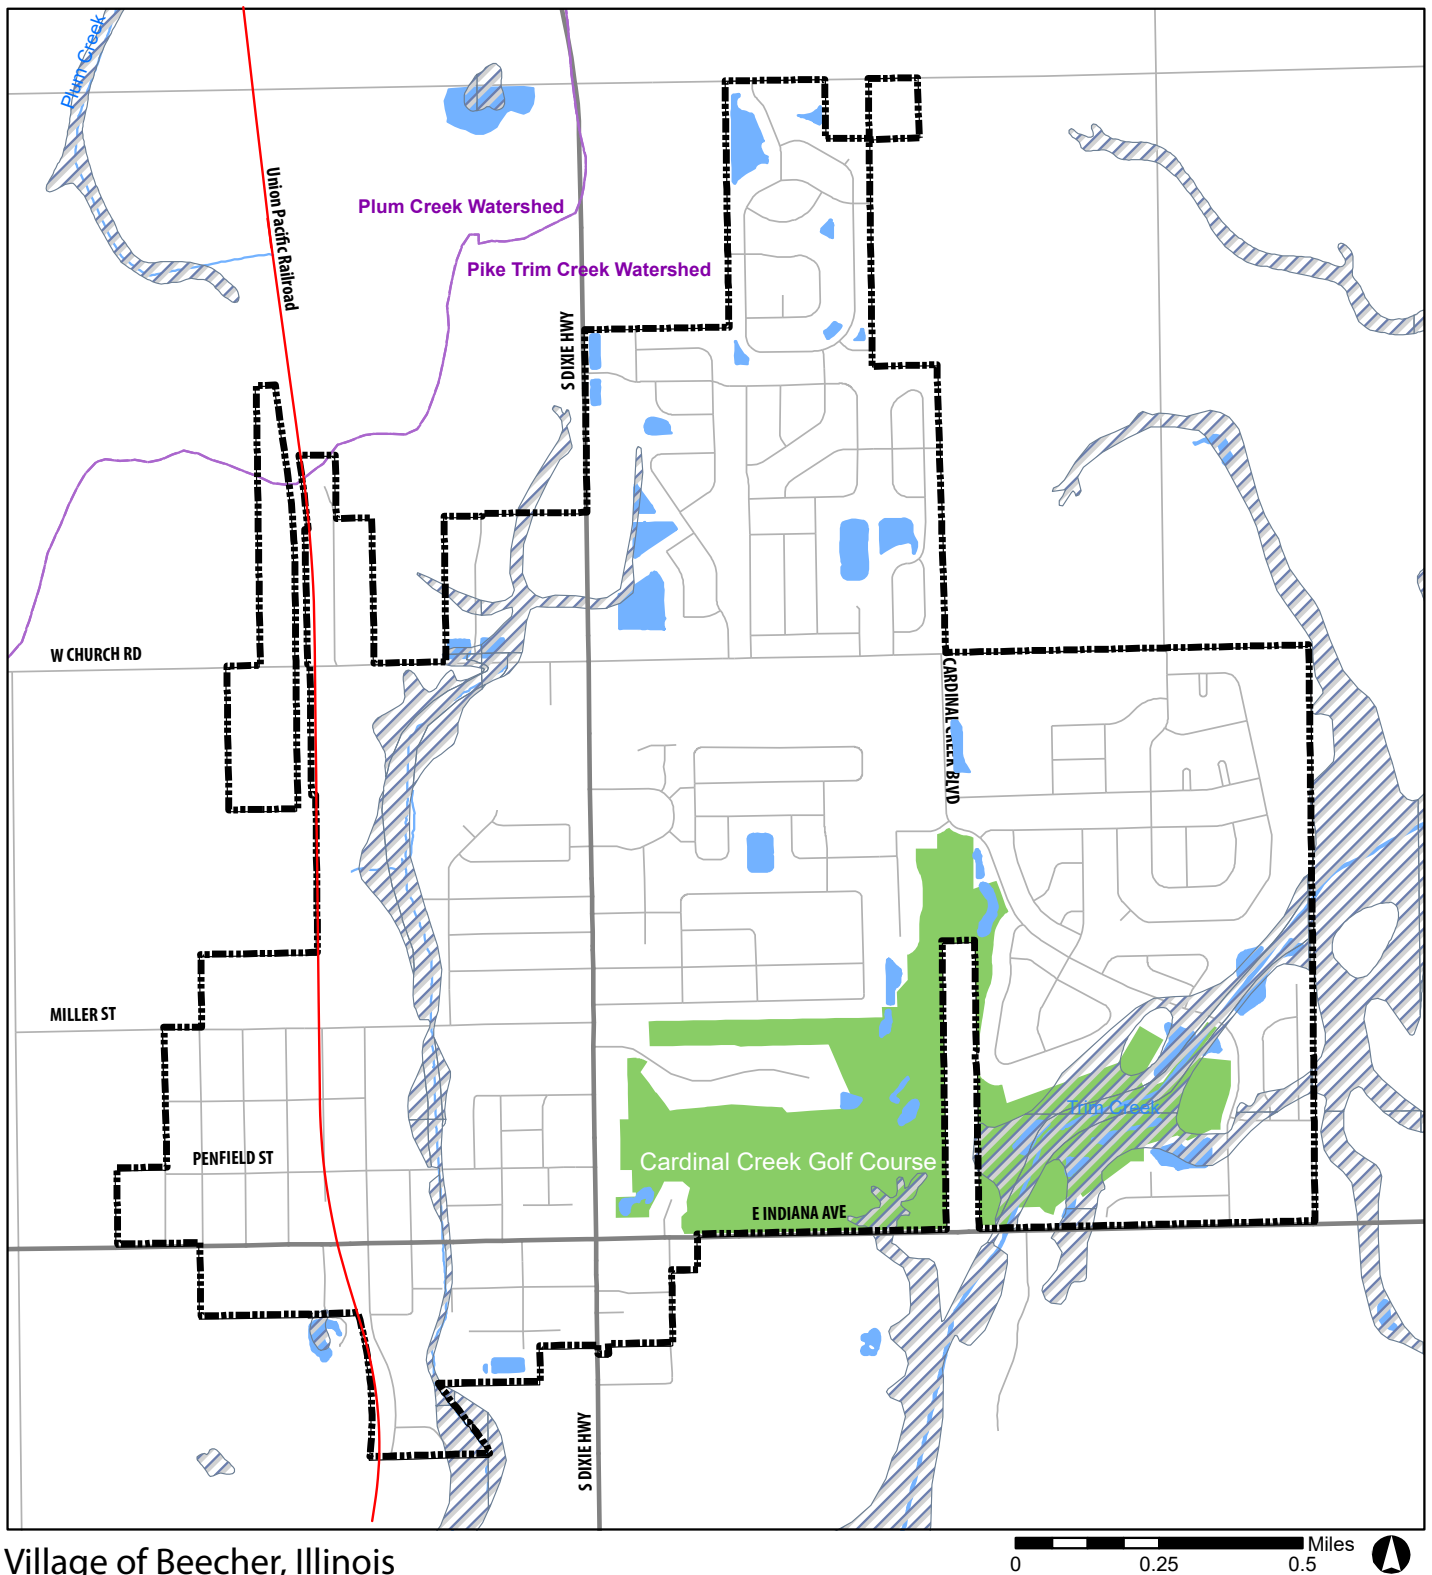 Plum Creek
Union Pacific Railroad
Plum Creek Watershed
Pike Trim Creek Watershed
S DIXIE HWY
W CHURCH RD
CARDINAL CREEK BLVD
MILLER ST
Trim Creek
PENFIELD ST
Cardinal Creek Golf Course
E INDIANA AVE
S DIXIE HWY
Village of Beecher, Illinois
Miles
0 0.25 0.5